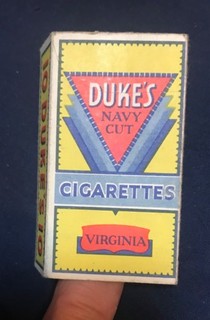 DUKE'S
NAVY
CUT
CIGARETTES
VIRGINIA
10 DUKE'S 10